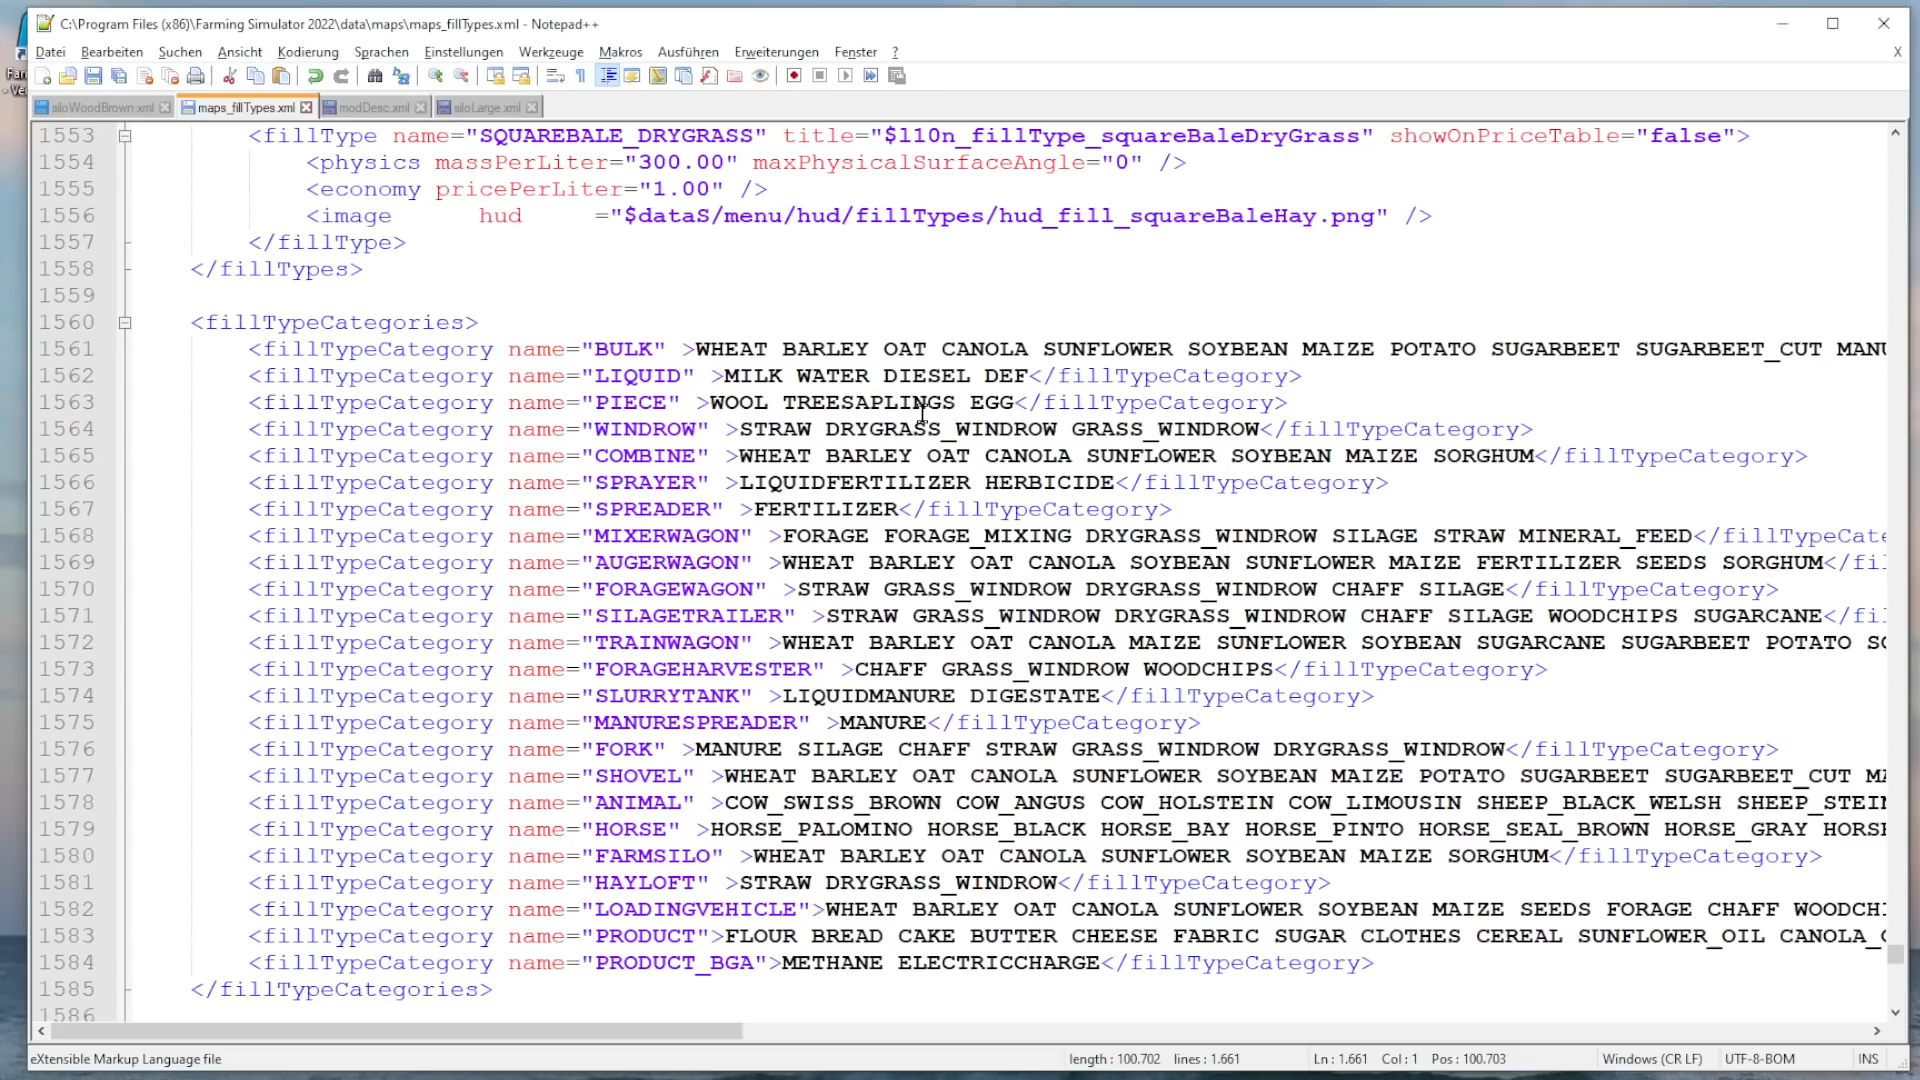 C:\Program Files (x86)\Farming Simulator 2022\data\maps\maps_fillTypes.xml - Notepad++
Datei Bearbeiten Suchen Ansicht Kodierung Sprachen Einstellungen Werkzeuge Makros Ausführen Erweiterungen Fenster ? X
siloWoodBrown.xml maps_fillTypes.xml modDesc.xml siloLarge.xml
1553 <fillType name="SQUAREBALE_DRYGRASS" title="$l10n_fillType_squareBaleDryGrass" showOnPriceTable="false">
1554 <physics massPerLiter="300.00" maxPhysicalSurfaceAngle="0" />
1555 <economy pricePerLiter="1.00" />
1556 <image hud ="$dataS/menu/hud/fillTypes/hud_fill_squareBaleHay.png" />
1557 </fillType>
1558 </fillTypes>
1559
1560 <fillTypeCategories>
1561 <fillTypeCategory name="BULK" >WHEAT BARLEY OAT CANOLA SUNFLOWER SOYBEAN MAIZE POTATO SUGARBEET SUGARBEET_CUT MANU
1562 <fillTypeCategory name="LIQUID" >MILK WATER DIESEL DEF</fillTypeCategory>
1563 <fillTypeCategory name="PIECE" >WOOL TREESAPLINGS EGG</fillTypeCategory>
1564 <fillTypeCategory name="WINDROW" >STRAW DRYGRASS_WINDROW GRASS_WINDROW</fillTypeCategory>
1565 <fillTypeCategory name="COMBINE" >WHEAT BARLEY OAT CANOLA SUNFLOWER SOYBEAN MAIZE SORGHUM</fillTypeCategory>
1566 <fillTypeCategory name="SPRAYER" >LIQUIDFERTILIZER HERBICIDE</fillTypeCategory>
1567 <fillTypeCategory name="SPREADER" >FERTILIZER</fillTypeCategory>
1568 <fillTypeCategory name="MIXERWAGON" >FORAGE FORAGE_MIXING DRYGRASS_WINDROW SILAGE STRAW MINERAL_FEED</fillTypeCate
1569 <fillTypeCategory name="AUGERWAGON" >WHEAT BARLEY OAT CANOLA SOYBEAN SUNFLOWER MAIZE FERTILIZER SEEDS SORGHUM</fil
1570 <fillTypeCategory name="FORAGEWAGON" >STRAW GRASS_WINDROW DRYGRASS_WINDROW CHAFF SILAGE</fillTypeCategory>
1571 <fillTypeCategory name="SILAGETRAILER" >STRAW GRASS_WINDROW DRYGRASS_WINDROW CHAFF SILAGE WOODCHIPS SUGARCANE</fil
1572 <fillTypeCategory name="TRAINWAGON" >WHEAT BARLEY OAT CANOLA MAIZE SUNFLOWER SOYBEAN SUGARCANE SUGARBEET POTATO SO
1573 <fillTypeCategory name="FORAGEHARVESTER" >CHAFF GRASS_WINDROW WOODCHIPS</fillTypeCategory>
1574 <fillTypeCategory name="SLURRYTANK" >LIQUIDMANURE DIGESTATE</fillTypeCategory>
1575 <fillTypeCategory name="MANURESPREADER" >MANURE</fillTypeCategory>
1576 <fillTypeCategory name="FORK" >MANURE SILAGE CHAFF STRAW GRASS_WINDROW DRYGRASS_WINDROW</fillTypeCategory>
1577 <fillTypeCategory name="SHOVEL" >WHEAT BARLEY OAT CANOLA SUNFLOWER SOYBEAN MAIZE POTATO SUGARBEET SUGARBEET_CUT MA
1578 <fillTypeCategory name="ANIMAL" >COW_SWISS_BROWN COW_ANGUS COW_HOLSTEIN COW_LIMOUSIN SHEEP_BLACK_WELSH SHEEP_STEIN
1579 <fillTypeCategory name="HORSE" >HORSE_PALOMINO HORSE_BLACK HORSE_BAY HORSE_PINTO HORSE_SEAL_BROWN HORSE_GRAY HORSE
1580 <fillTypeCategory name="FARMSILO" >WHEAT BARLEY OAT CANOLA SUNFLOWER SOYBEAN MAIZE SORGHUM</fillTypeCategory>
1581 <fillTypeCategory name="HAYLOFT" >STRAW DRYGRASS_WINDROW</fillTypeCategory>
1582 <fillTypeCategory name="LOADINGVEHICLE">WHEAT BARLEY OAT CANOLA SUNFLOWER SOYBEAN MAIZE SEEDS FORAGE CHAFF WOODCHI
1583 <fillTypeCategory name="PRODUCT">FLOUR BREAD CAKE BUTTER CHEESE FABRIC SUGAR CLOTHES CEREAL SUNFLOWER_OIL CANOLA_O
1584 <fillTypeCategory name="PRODUCT_BGA">METHANE ELECTRICCHARGE</fillTypeCategory>
1585 </fillTypeCategories>
1586
eXtensible Markup Language file length : 100.702 lines : 1.661 Ln : 1.661 Col : 1 Pos : 100.703 Windows (CR LF) UTF-8-BOM INS